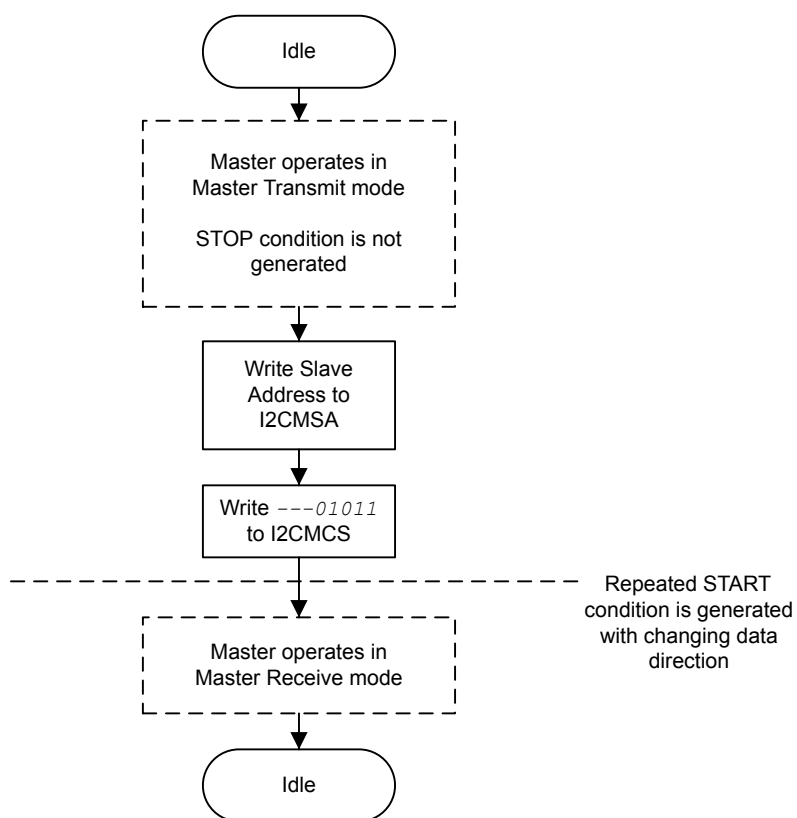 Idle
Master operates in
Master Transmit mode
STOP condition is not
generated
Write Slave
Address to
I2CMSA
Write ---01011
to I2CMCS
Repeated START
condition is generated
with changing data
direction
Master operates in
Master Receive mode
Idle